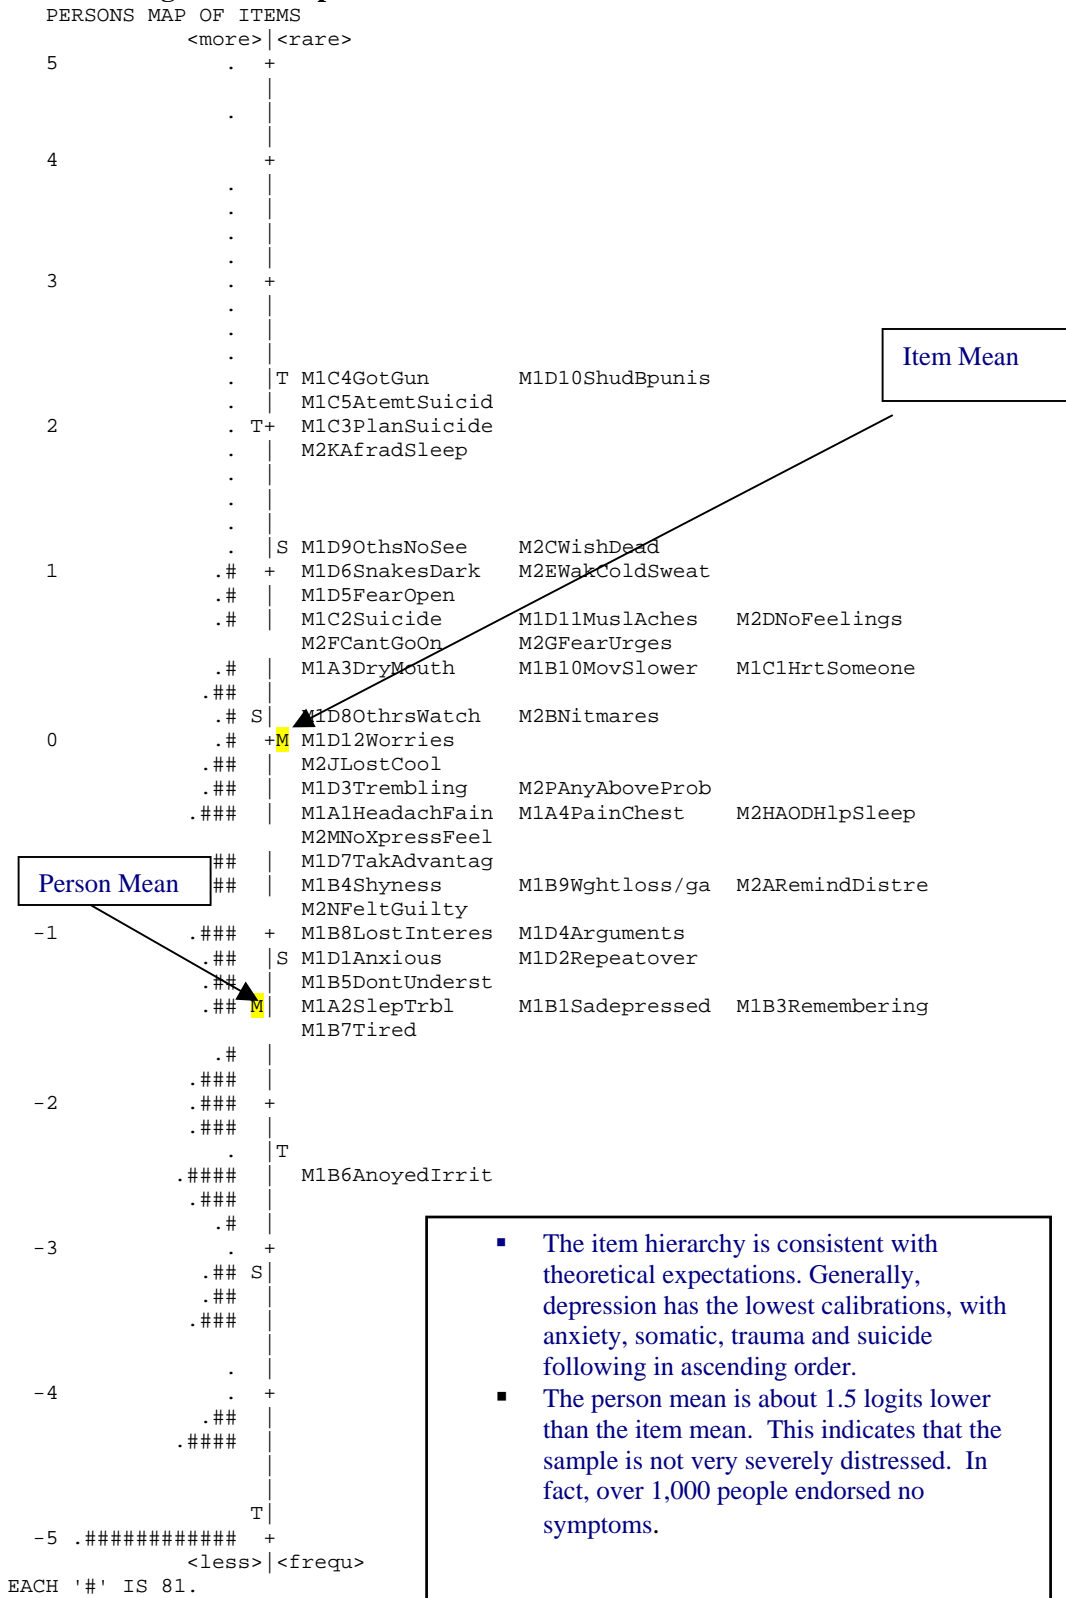 PERSONS MAP OF ITEMS
<more>|<rare>
5 . +
|
. |
|
4 +
. |
. |
. |
. |
3 . +
. |
. |
. |
Item Mean
. |T M1C4GotGun M1D10ShudBpunis
. | M1C5AtemtSuicid
2 . T+ M1C3PlanSuicide
. | M2KAfradSleep
. |
. |
. |
. |S M1D9OthsNoSee M2CWishDead
1 .# + M1D6SnakesDark M2EWakColdSweat
.# | M1D5FearOpen
.# | M1C2Suicide M1D11MuslAches M2DNoFeelings
M2FCantGoOn M2GFearUrges
.# | M1A3DryMouth M1B10MovSlower M1C1HrtSomeone
.## |
.# S| M1D8OthrsWatch M2BNitmares
0 .# +M M1D12Worries
.## | M2JLostCool
.## | M1D3Trembling M2PAnyAboveProb
.### | M1A1HeadachFain M1A4PainChest M2HAODHlpSleep
M2MNoXpressFeel
## | M1D7TakAdvantag
Person Mean
## | M1B4Shyness M1B9Wghtloss/ga M2ARemindDistre
M2NFeltGuilty
-1 .### + M1B8LostInteres M1D4Arguments
.## |S M1D1Anxious M1D2Repeatover
.## | M1B5DontUnderst
.## M| M1A2SlepTrbl M1B1Sadepressed M1B3Remembering
M1B7Tired
.# |
.### |
-2 .### +
.### |
. |T
.#### | M1B6AnoyedIrrit
.### |
.# |
-3 . +
.## S|
.## |
.### |
|
. |
-4 . +
.## |
.#### |
|
|
T|
-5 .############ +
<less>|<frequ>
EACH '#' IS 81.
▪ The item hierarchy is consistent with
theoretical expectations. Generally,
depression has the lowest calibrations, with
anxiety, somatic, trauma and suicide
following in ascending order.
▪ The person mean is about 1.5 logits lower
than the item mean. This indicates that the
sample is not very severely distressed. In
fact, over 1,000 people endorsed no
symptoms.